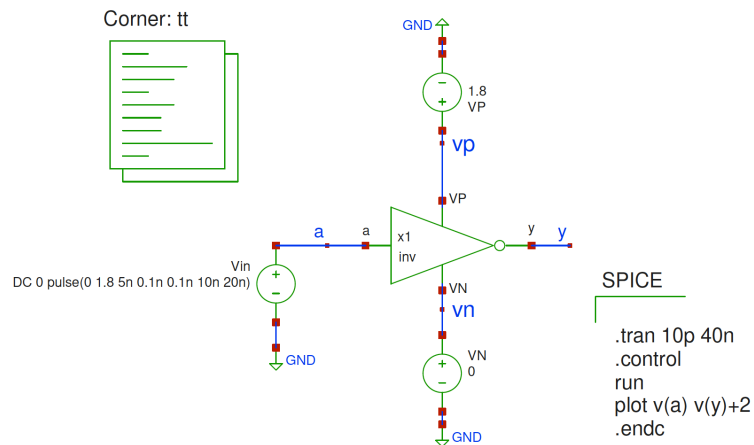 Corner: tt
GND
1.8
VP
vp
VP
a
a
x1
inv
y
y
Vin
DC 0 pulse(0 1.8 5n 0.1n 0.1n 10n 20n)
GND
VN
vn
VN
0
GND
SPICE
.tran 10p 40n
.control
run
plot v(a) v(y)+2
.endc